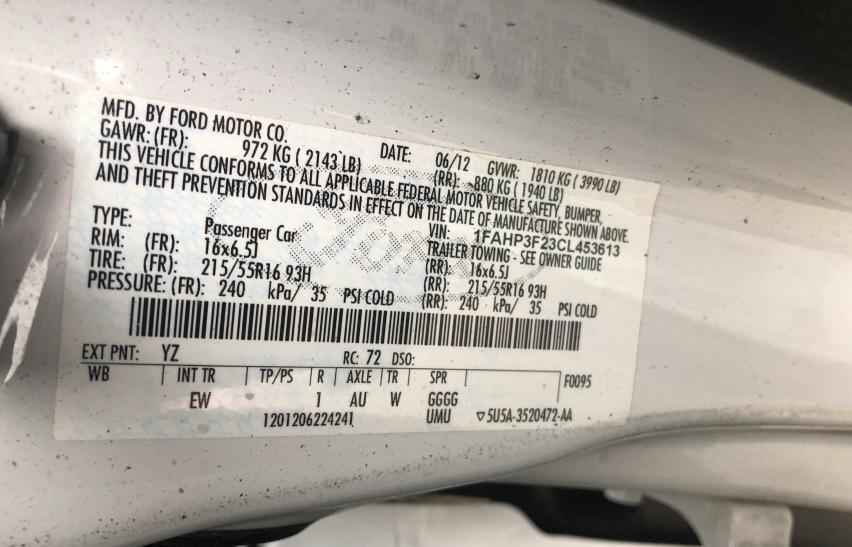 MFD. BY FORD MOTOR CO.
DATE: 06/12 GVWR: 1810 KG (3990 LB)
GAWR: (FR): 972 KG (2143 LB) (RR): 880 KG (1940 LB)
THIS VEHICLE CONFORMS TO ALL APPLICABLE FEDERAL MOTOR VEHICLE SAFETY, BUMPER,
AND THEFT PREVENTION STANDARDS IN EFFECT ON THE DATE OF MANUFACTURE SHOWN ABOVE.
VIN: 1FAHP3F23CL453613
TYPE: Passenger Car TRAILER TOWING - SEE OWNER GUIDE
RIM: (FR): 16x6.5J (RR): 16x6.5J
TIRE: (FR): 215/55R16 93H (RR): 215/55R16 93H
PRESSURE: (FR): 240 kPa/ 35 PSI COLD (RR): 240 kPa/ 35 PSI COLD
EXT PNT: YZ RC: 72 DSO:
WB INT TR TP/PS R AXLE TR SPR F0095
EW 1 AU W GGGG
1201206224241 UMU ▽5U5A-3520472-AA